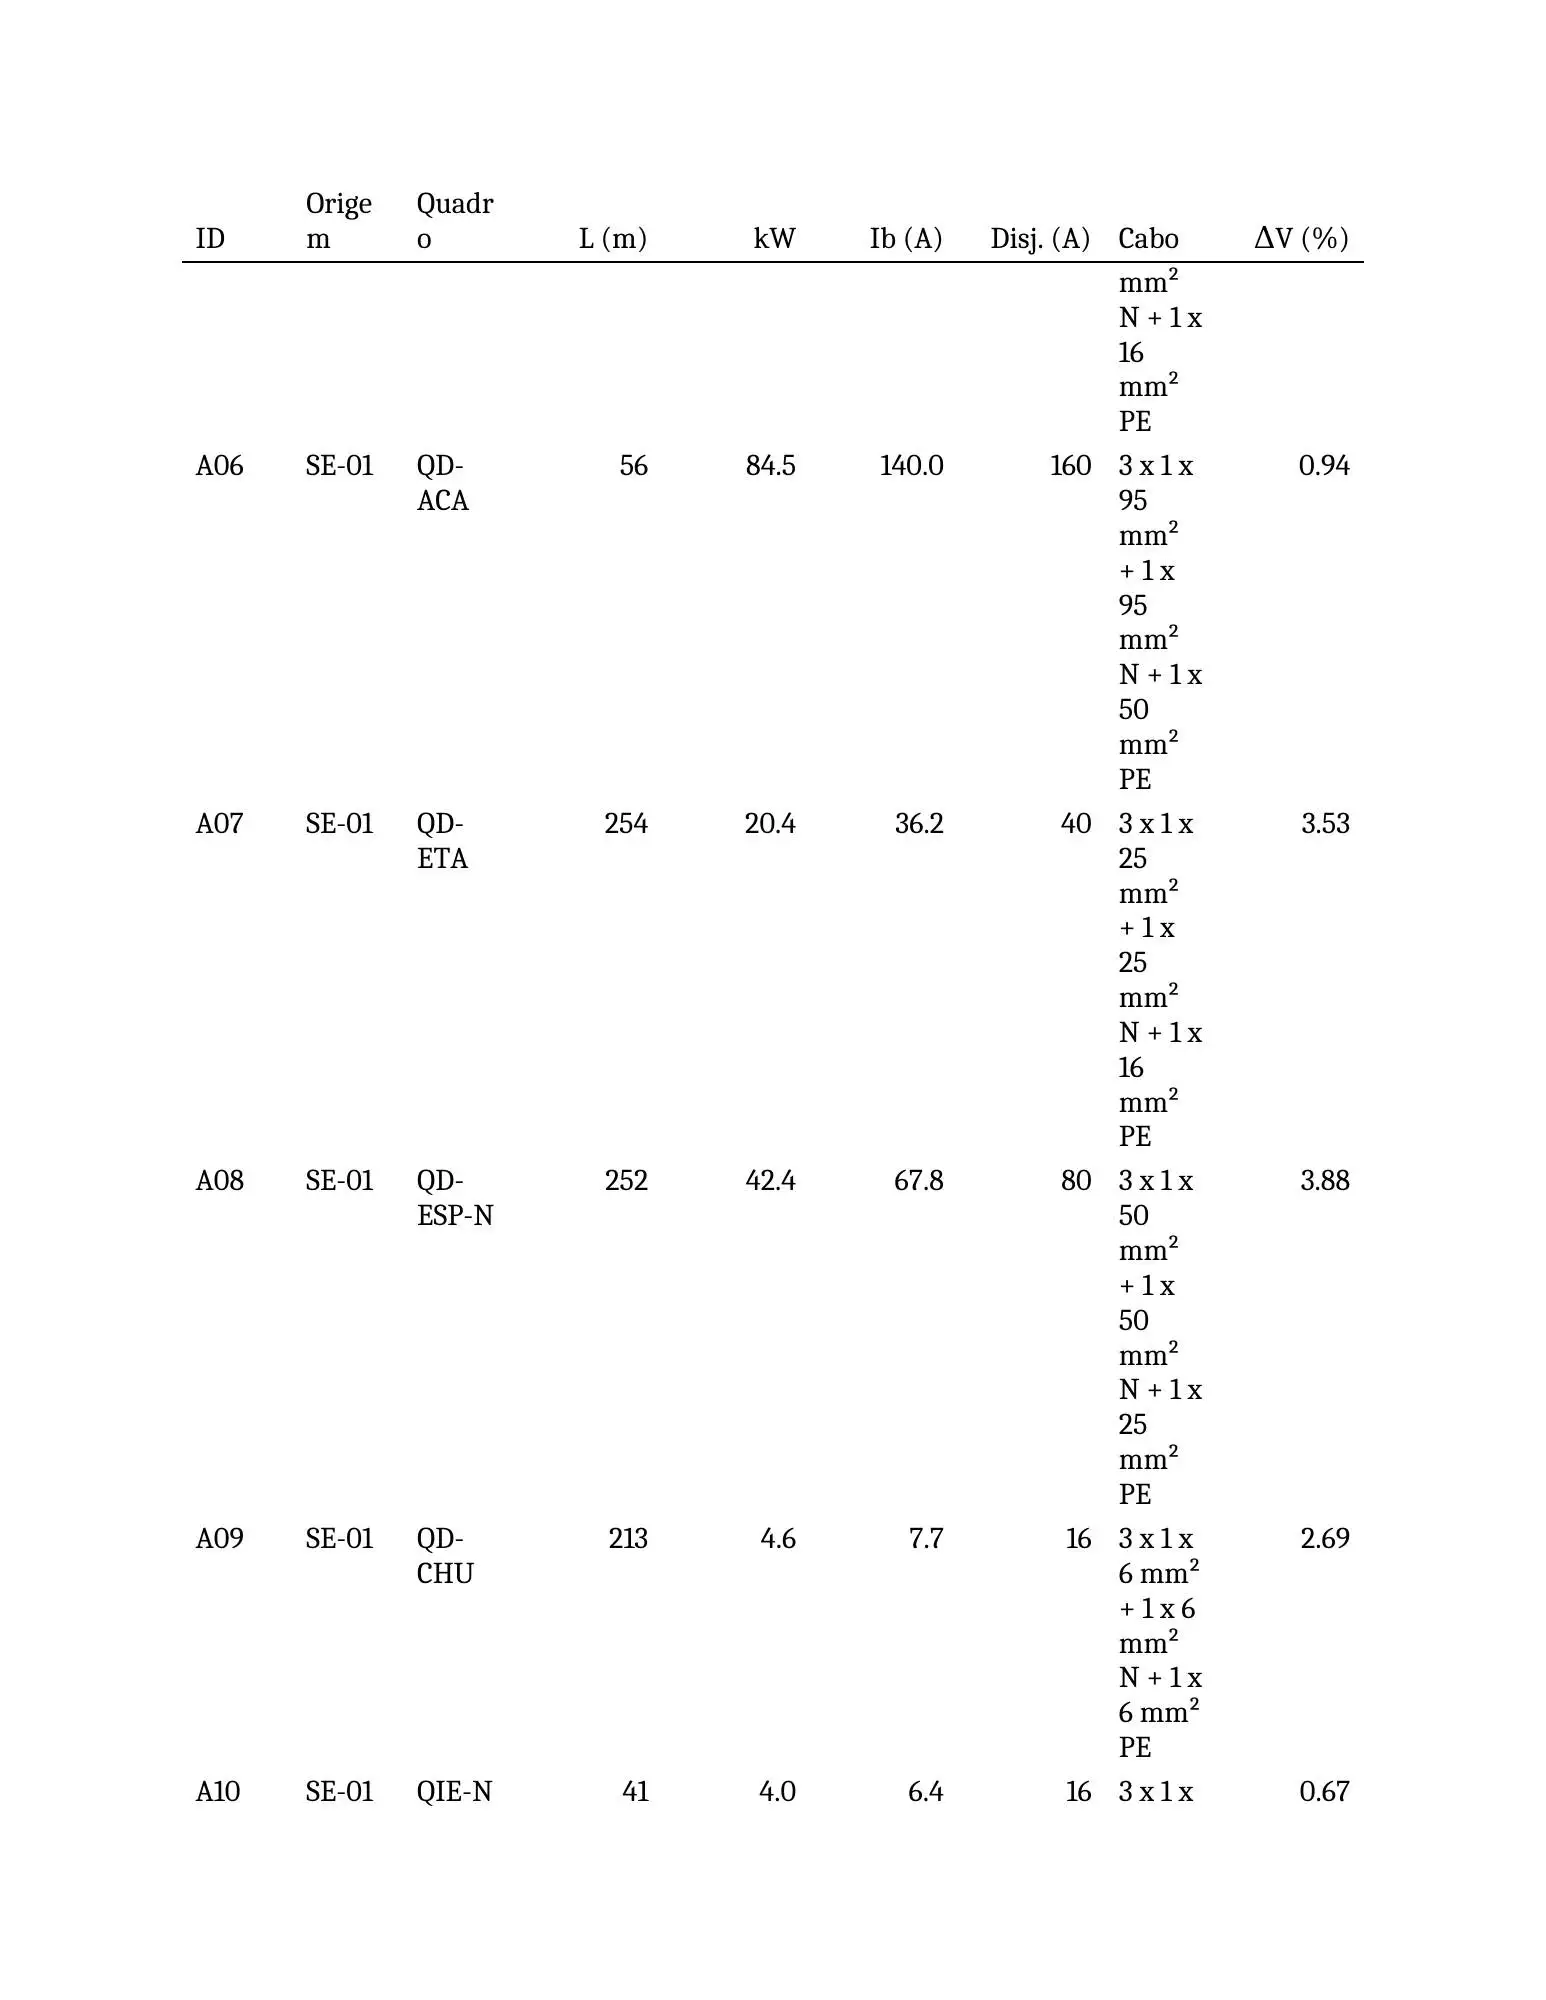 Orige Quadr
ID m o L (m) kW Ib (A) Disj. (A) Cabo ΔV (%)
mm²
N + 1 x
16
mm²
PE
A06 SE-01 QD- 56 84.5 140.0 160 3 x 1 x 0.94
ACA 95
mm²
+ 1 x
95
mm²
N + 1 x
50
mm²
PE
A07 SE-01 QD- 254 20.4 36.2 40 3 x 1 x 3.53
ETA 25
mm²
+ 1 x
25
mm²
N + 1 x
16
mm²
PE
A08 SE-01 QD- 252 42.4 67.8 80 3 x 1 x 3.88
ESP-N 50
mm²
+ 1 x
50
mm²
N + 1 x
25
mm²
PE
A09 SE-01 QD- 213 4.6 7.7 16 3 x 1 x 2.69
CHU 6 mm²
+ 1 x 6
mm²
N + 1 x
6 mm²
PE
A10 SE-01 QIE-N 41 4.0 6.4 16 3 x 1 x 0.67